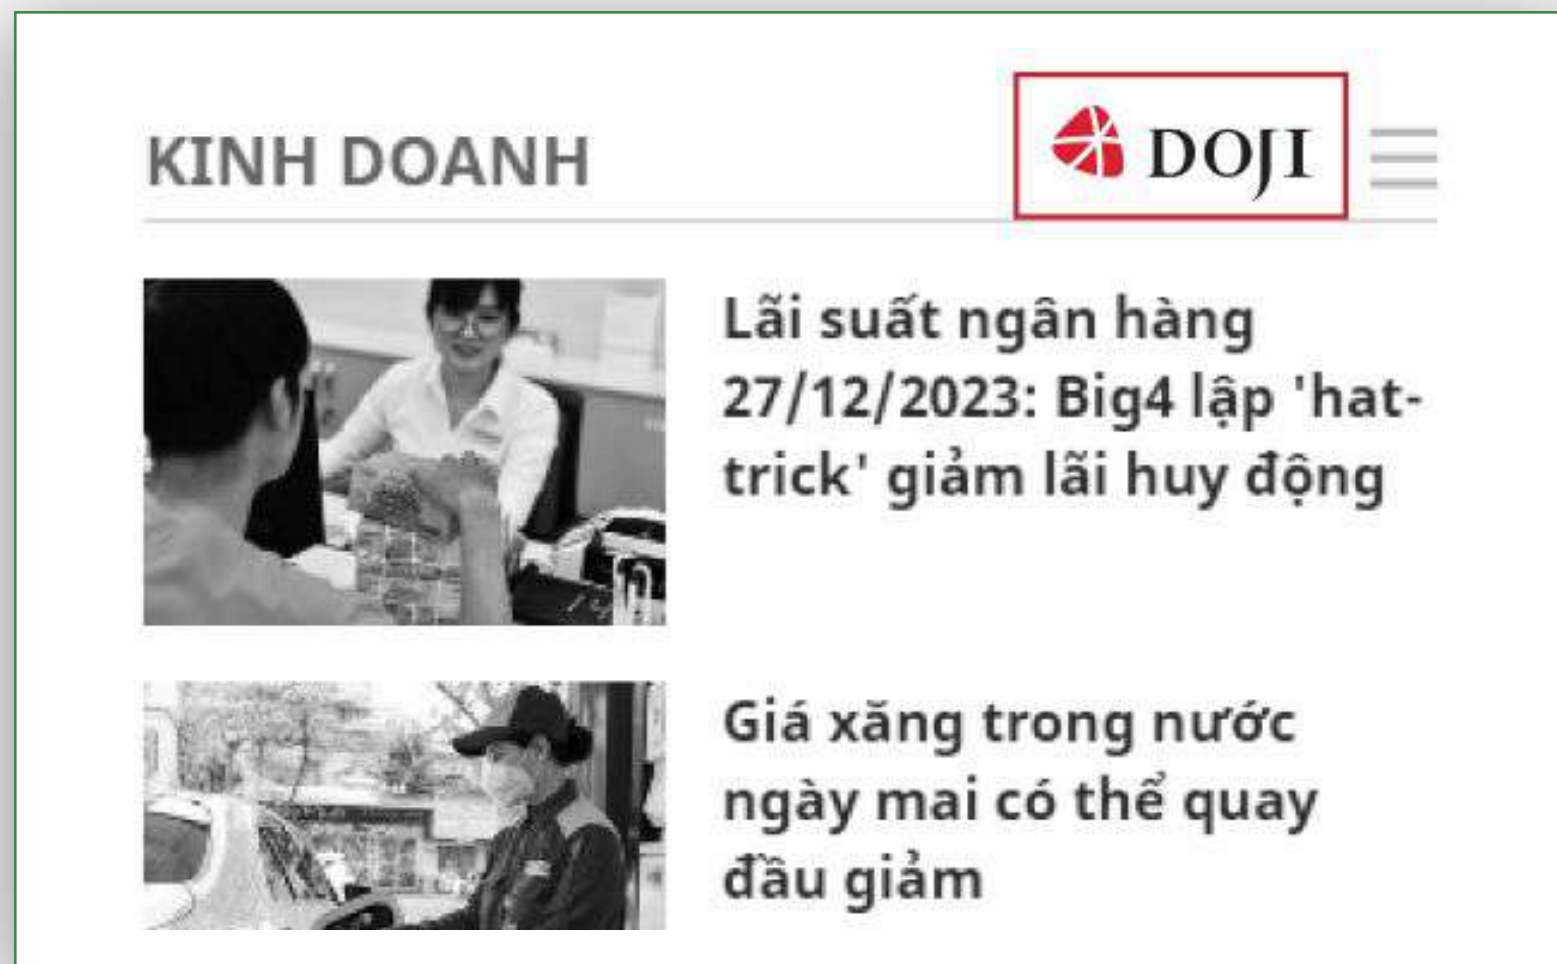 KINH DOANH
DOJI
Lãi suất ngân hàng
27/12/2023: Big4 lập 'hat-
trick' giảm lãi huy động
Giá xăng trong nước
ngày mai có thể quay
đầu giảm